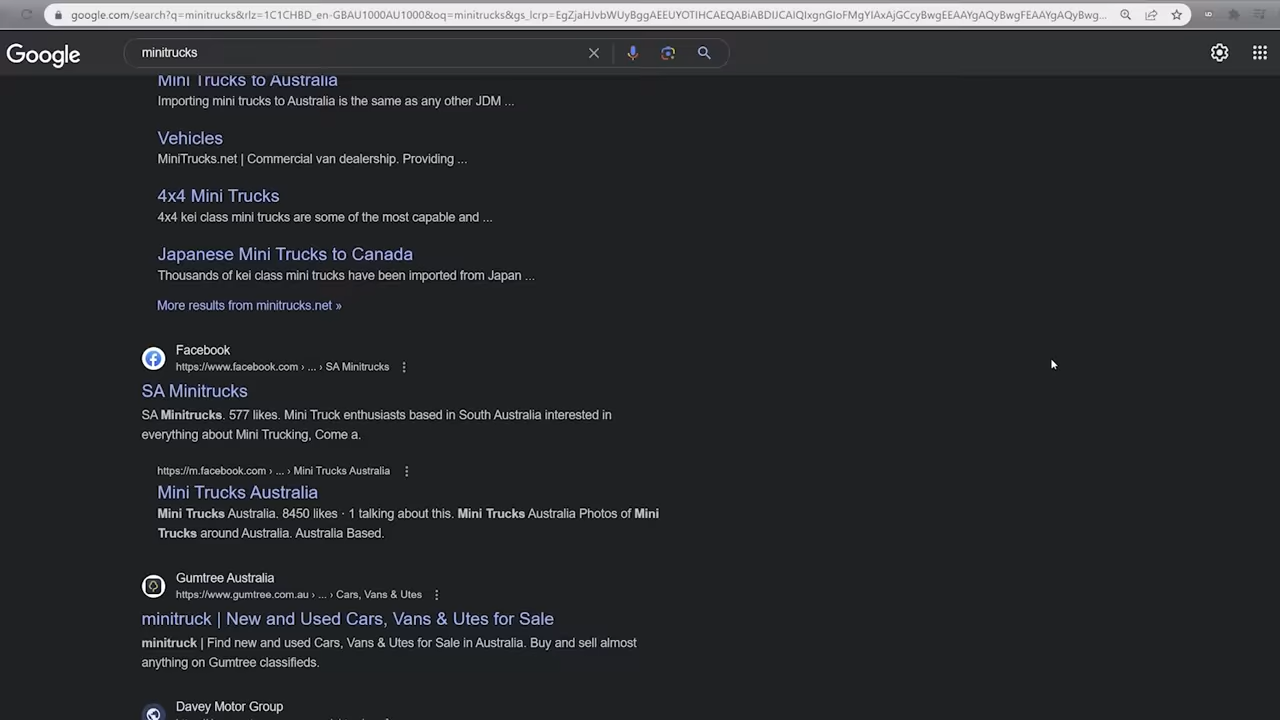 google.com/search?q=minitrucks&rlz=1C1CHBD_en-GBAU1000AU1000&oq=minitrucks&gs_lcrp=
Google
minitrucks
Mini Trucks to Australia
Importing mini trucks to Australia is the same as any other JDM ...
Vehicles
MiniTrucks.net | Commercial van dealership. Providing ...
4x4 Mini Trucks
4x4 kei class mini trucks are some of the most capable and ...
Japanese Mini Trucks to Canada
Thousands of kei class mini trucks have been imported from Japan ...
More results from minitrucks.net »
Facebook
https://www.facebook.com › ... › SA Minitrucks
SA Minitrucks
SA Minitrucks. 577 likes. Mini Truck enthusiasts based in South Australia interested in
everything about Mini Trucking, Come a.
https://m.facebook.com › ... › Mini Trucks Australia
Mini Trucks Australia
Mini Trucks Australia. 8450 likes · 1 talking about this. Mini Trucks Australia Photos of Mini
Trucks around Australia. Australia Based.
Gumtree Australia
https://www.gumtree.com.au › ... › Cars, Vans & Utes
minitruck | New and Used Cars, Vans & Utes for Sale
minitruck | Find new and used Cars, Vans & Utes for Sale in Australia. Buy and sell almost
anything on Gumtree classifieds.
Davey Motor Group